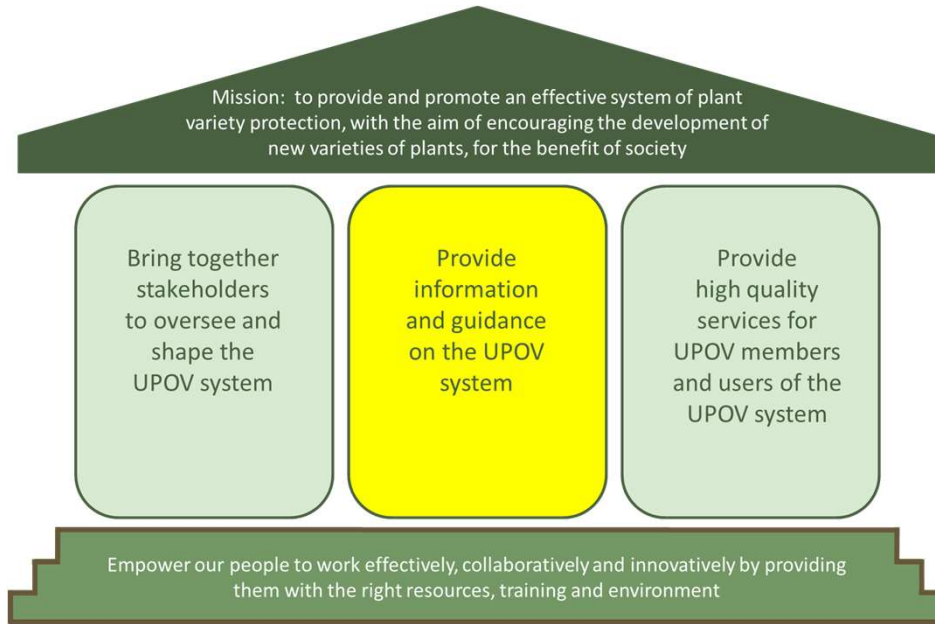 Mission:  to provide and promote an effective system of plant
variety protection, with the aim of encouraging the development of
new varieties of plants, for the benefit of society
Bring together
stakeholders
to oversee and
shape the
UPOV system
Provide
information
and guidance
on the UPOV
system
Provide
high quality
services for
UPOV members
and users of the
UPOV system
Empower our people to work effectively, collaboratively and innovatively by providing
them with the right resources, training and environment